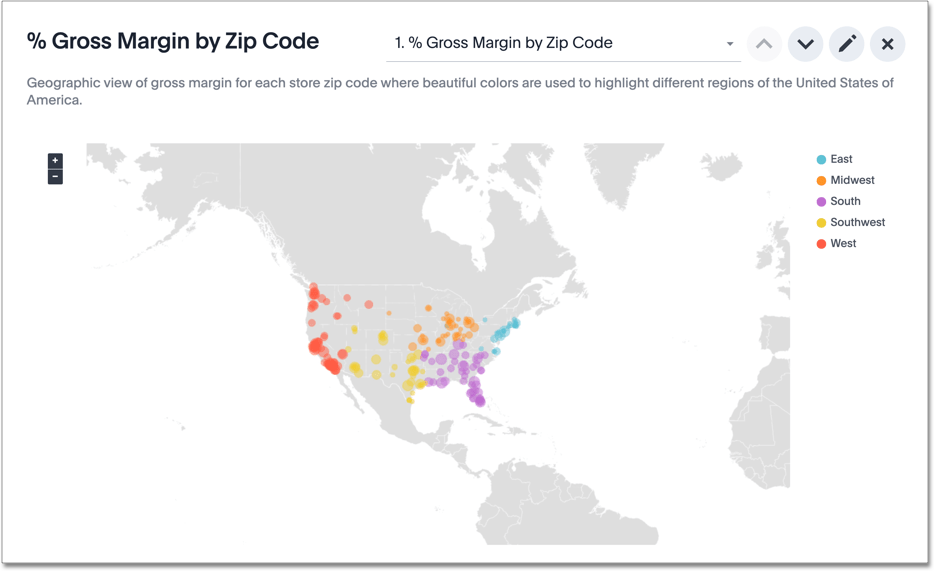 % Gross Margin by Zip Code
1. % Gross Margin by Zip Code
Geographic view of gross margin for each store zip code where beautiful colors are used to highlight different regions of the United States of
America.
+
−
East
Midwest
South
Southwest
West